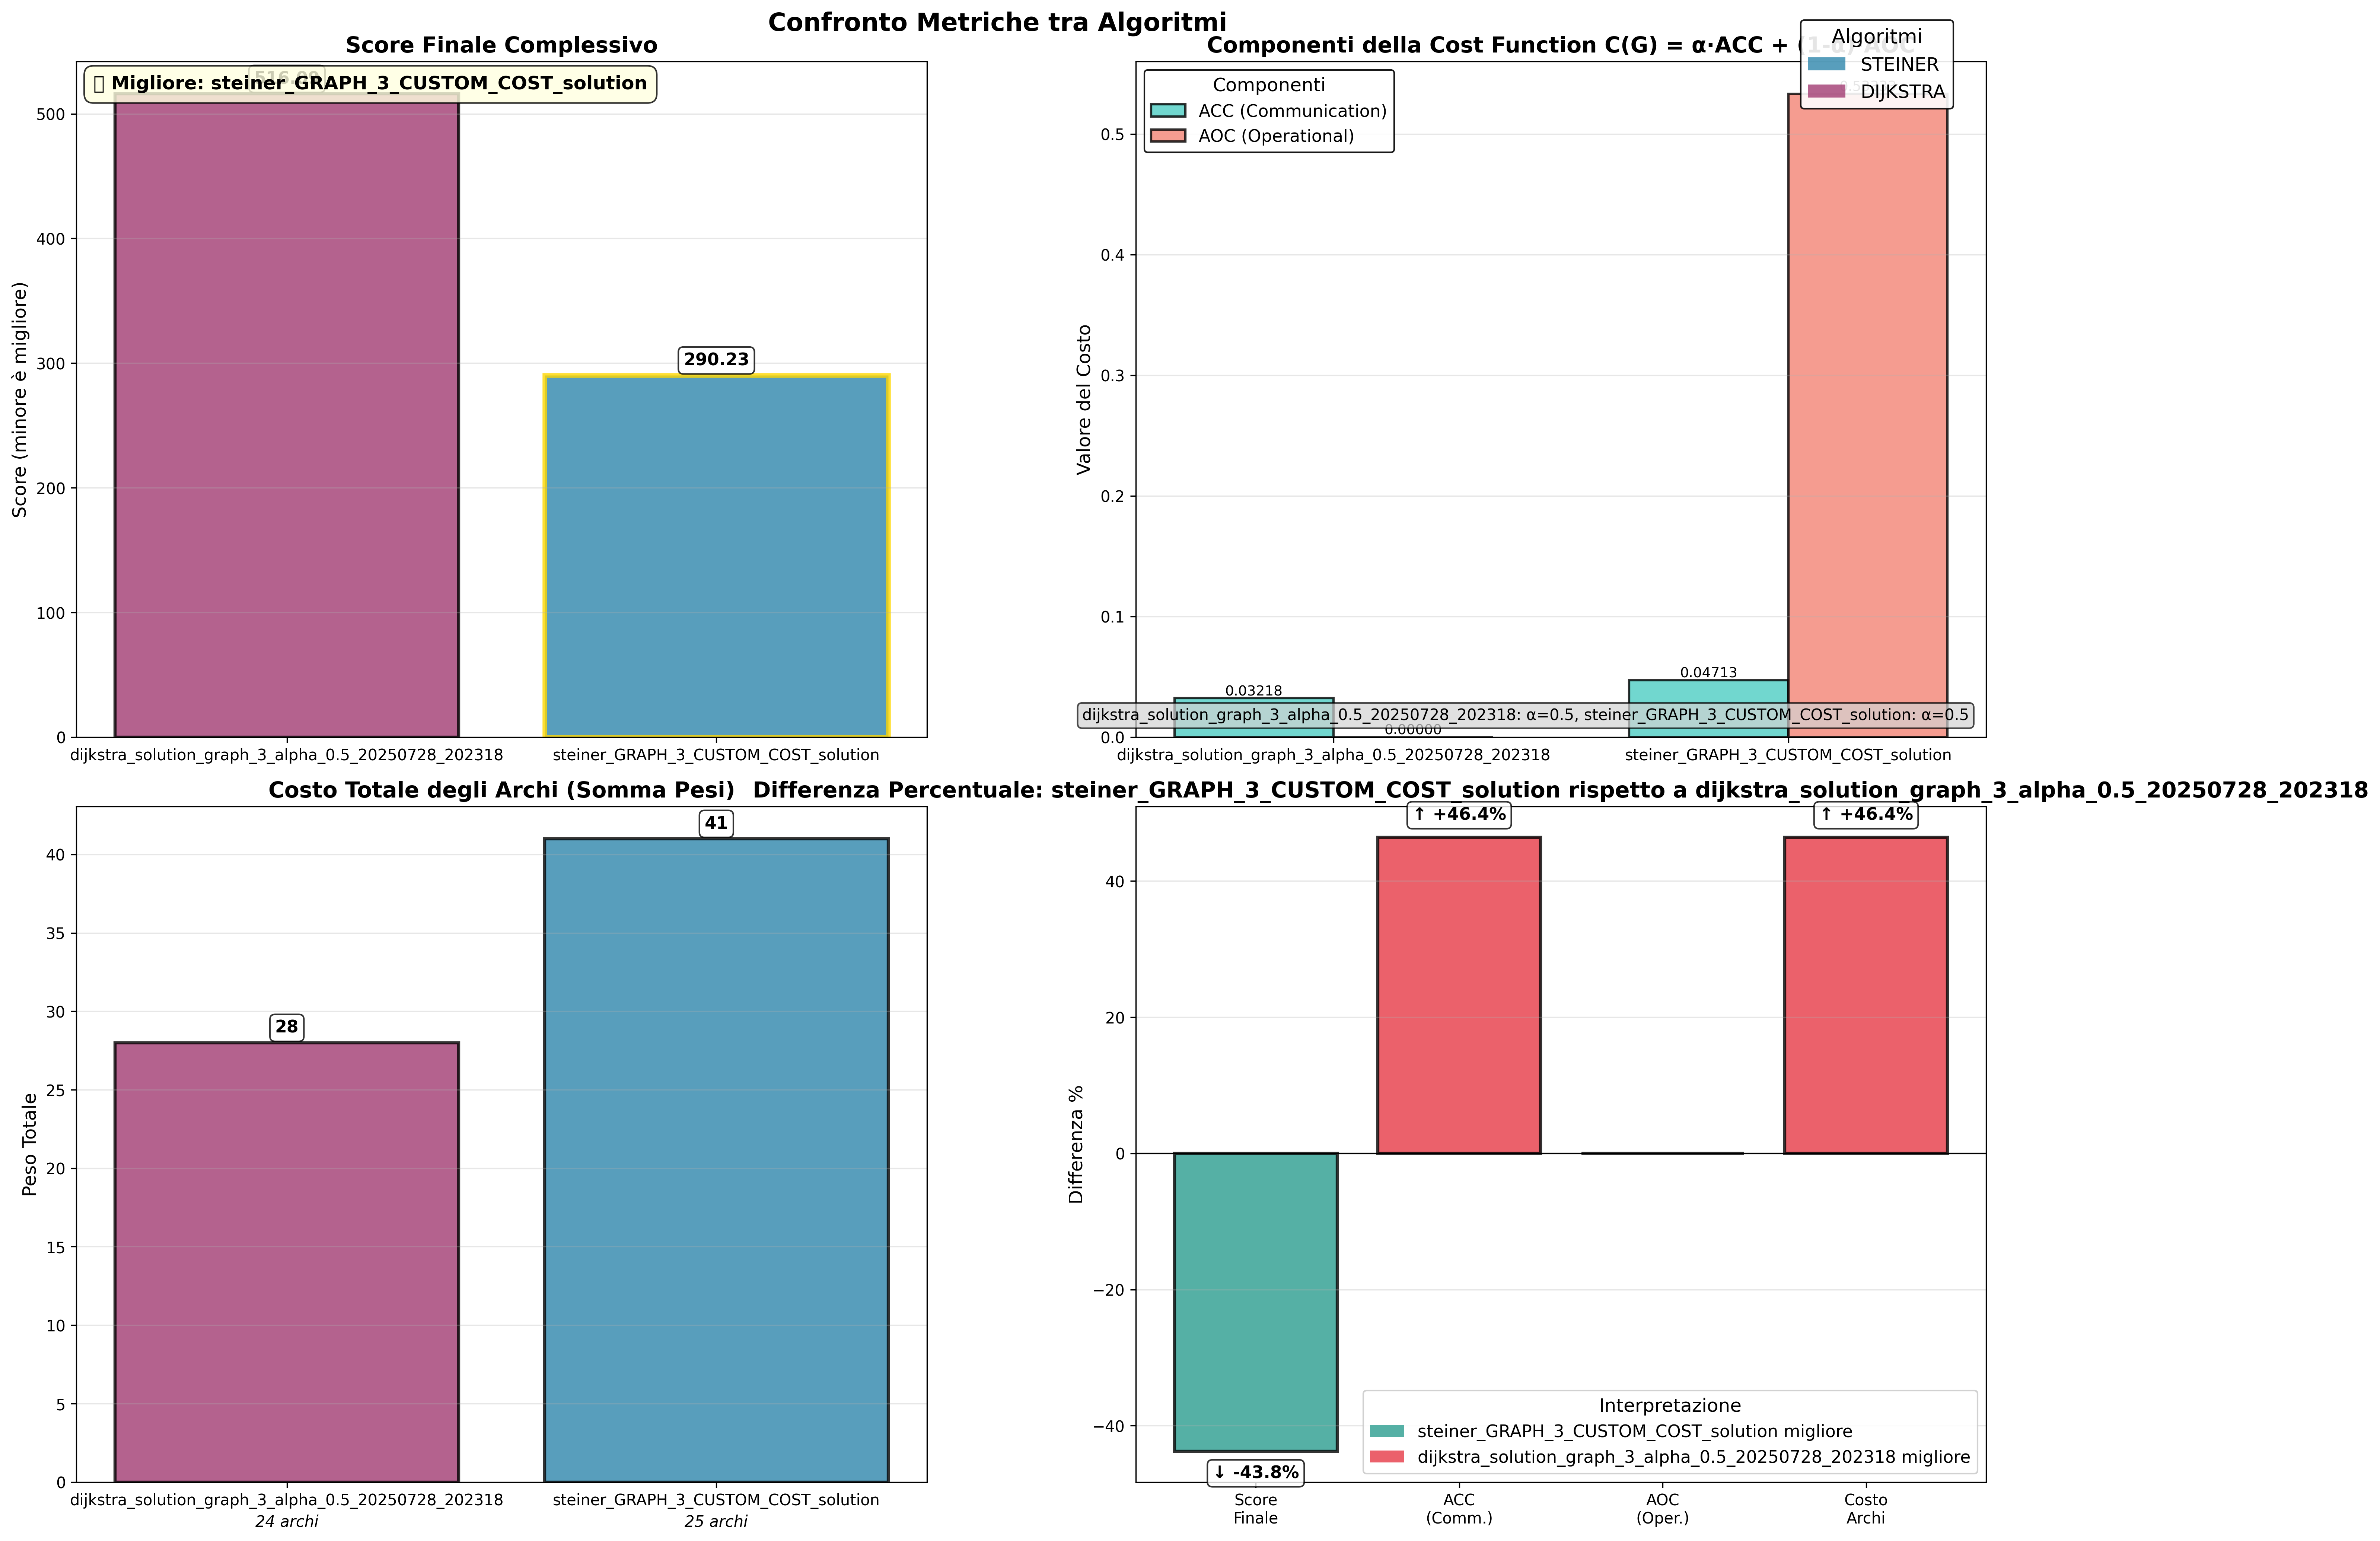 Confronto Metriche tra Algoritmi
Score Finale Complessivo
Migliore: steiner_GRAPH_3_CUSTOM_COST_solution
290.23
Score (minore è migliore)
500
400
300
200
100
0
dijkstra_solution_graph_3_alpha_0.5_20250728_202318
steiner_GRAPH_3_CUSTOM_COST_solution
Componenti della Cost Function C(G) = α·ACC + (1-α)·AOC
Algoritmi
STEINER
DIJKSTRA
Componenti
ACC (Communication)
AOC (Operational)
Valore del Costo
0.5
0.4
0.3
0.2
0.1
0.0
0.03218
0.00000
0.04713
dijkstra_solution_graph_3_alpha_0.5_20250728_202318: α=0.5, steiner_GRAPH_3_CUSTOM_COST_solution: α=0.5
dijkstra_solution_graph_3_alpha_0.5_20250728_202318
steiner_GRAPH_3_CUSTOM_COST_solution
Costo Totale degli Archi (Somma Pesi)
28
41
Peso Totale
40
35
30
25
20
15
10
5
0
dijkstra_solution_graph_3_alpha_0.5_20250728_202318
24 archi
steiner_GRAPH_3_CUSTOM_COST_solution
25 archi
Differenza Percentuale: steiner_GRAPH_3_CUSTOM_COST_solution rispetto a dijkstra_solution_graph_3_alpha_0.5_20250728_202318
↑ +46.4%
↑ +46.4%
↓ -43.8%
Differenza %
40
20
0
−20
−40
Interpretazione
steiner_GRAPH_3_CUSTOM_COST_solution migliore
dijkstra_solution_graph_3_alpha_0.5_20250728_202318 migliore
Score
Finale
ACC
(Comm.)
AOC
(Oper.)
Costo
Archi